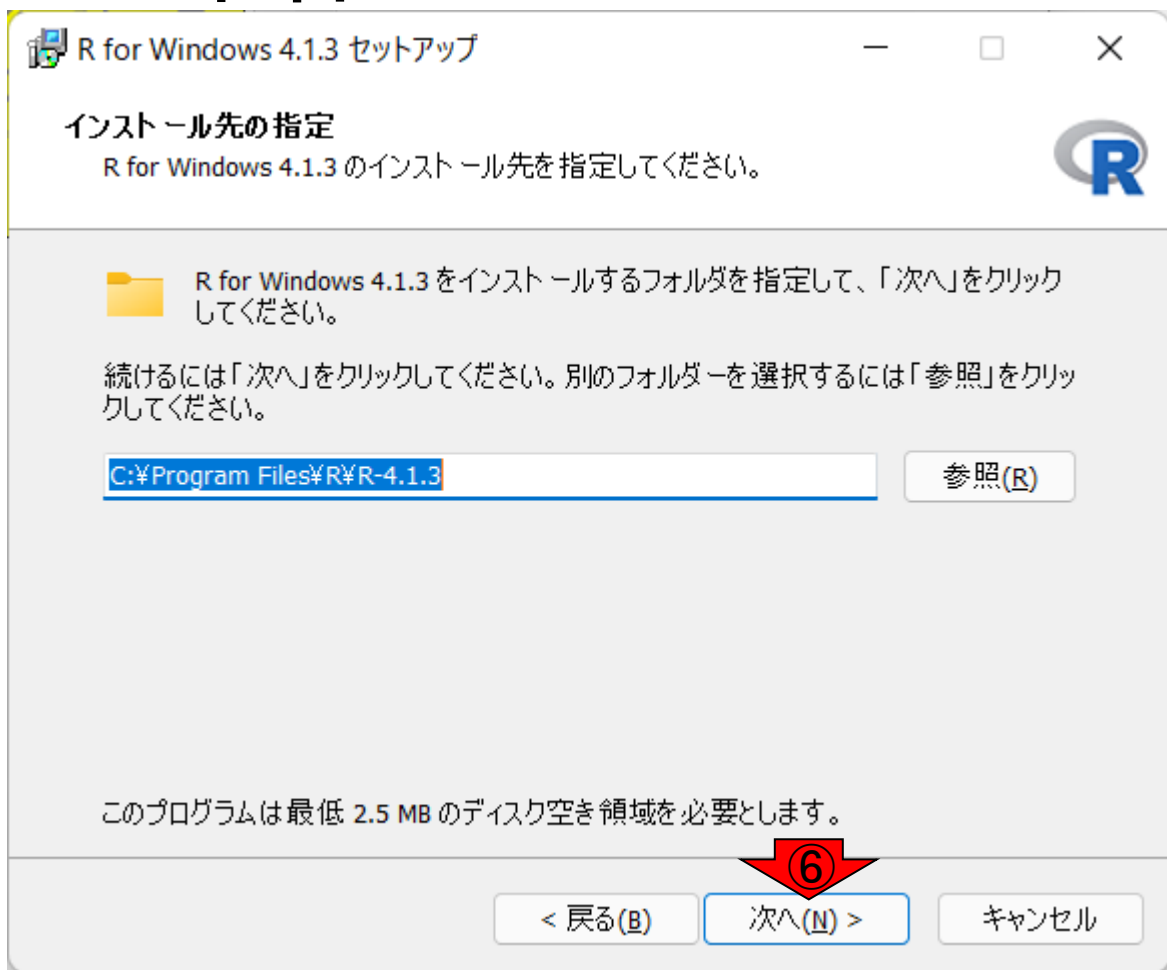 R for Windows 4.1.3 セットアップ
インストール先の指定
R for Windows 4.1.3 のインストール先を指定してください。
R
R for Windows 4.1.3 をインストールするフォルダを指定して、「次へ」をクリック
してください。
続けるには「次へ」をクリックしてください。別のフォルダーを選択するには「参照」をクリッ
クしてください。
C:¥Program Files¥R¥R-4.1.3
参照(R)
このプログラムは最低 2.5 MB のディスク空き領域を必要とします。
⑥
< 戻る(B)
次へ(N) >
キャンセル